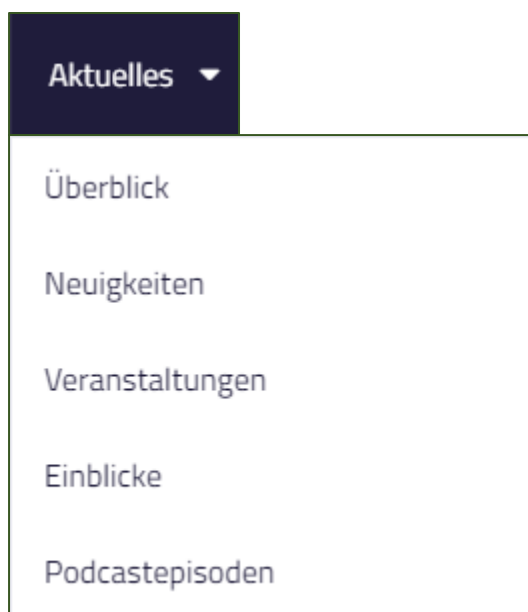 Aktuelles
Überblick
Neuigkeiten
Veranstaltungen
Einblicke
Podcastepisoden